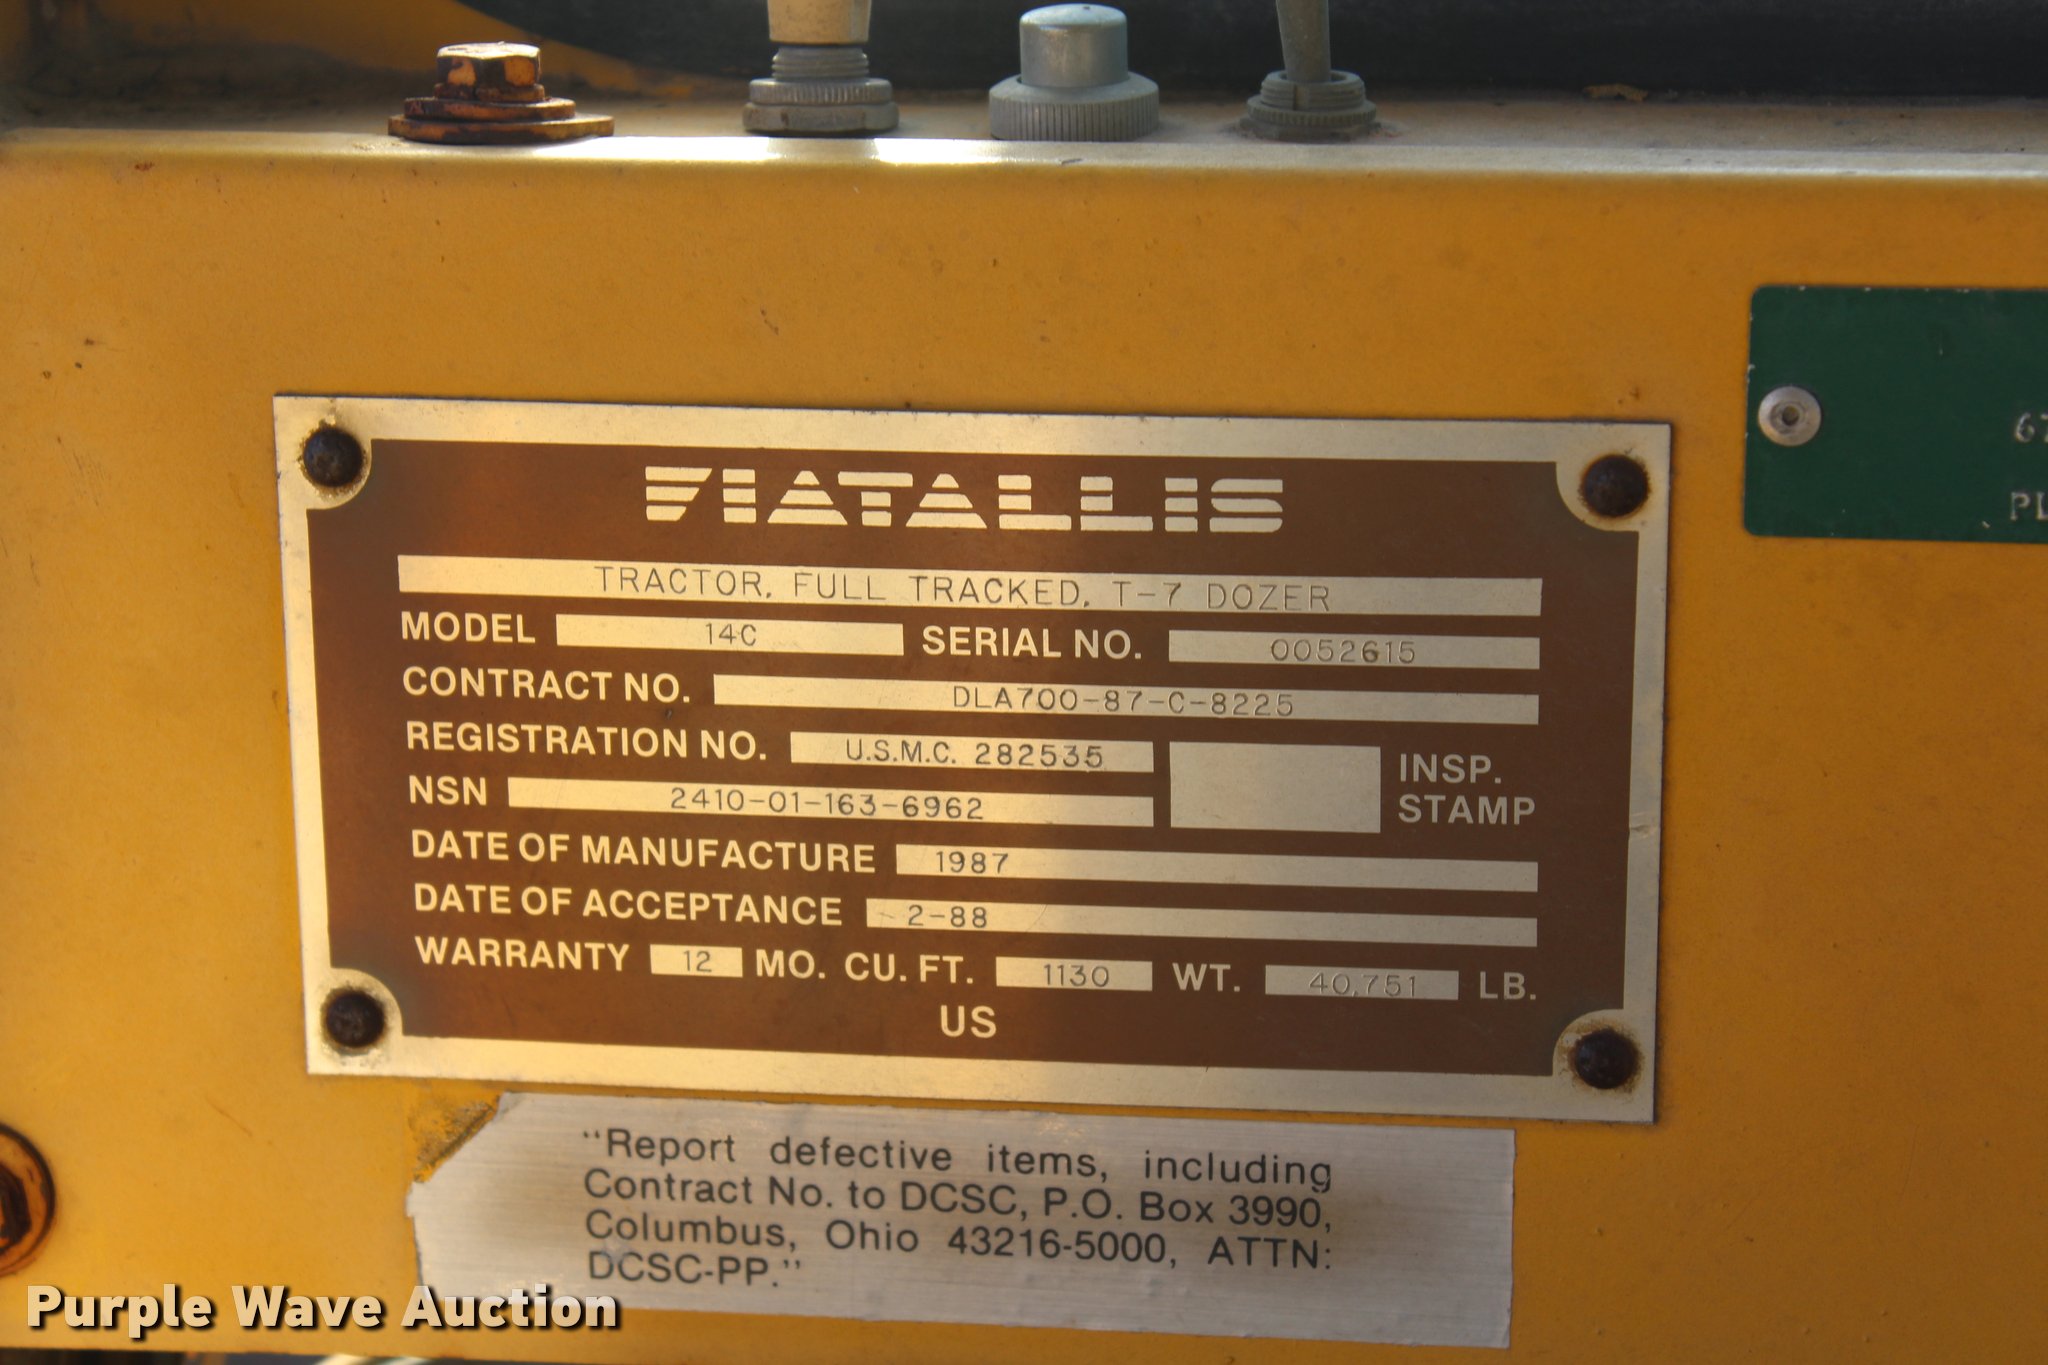 FIATALLIS
TRACTOR, FULL TRACKED, T-7 DOZER
MODEL 14C SERIAL NO. 0052615
CONTRACT NO. DLA700-87-C-8225
REGISTRATION NO. U.S.M.C. 282535
INSP.
STAMP
NSN 2410-01-163-6962
DATE OF MANUFACTURE 1987
DATE OF ACCEPTANCE 2-88
WARRANTY 12 MO. CU. FT. 1130 WT. 40,751 LB.
US
"Report defective items, including
Contract No. to DCSC, P.O. Box 3990,
Columbus, Ohio 43216-5000, ATTN:
DCSC-PP."
PL
Purple Wave Auction